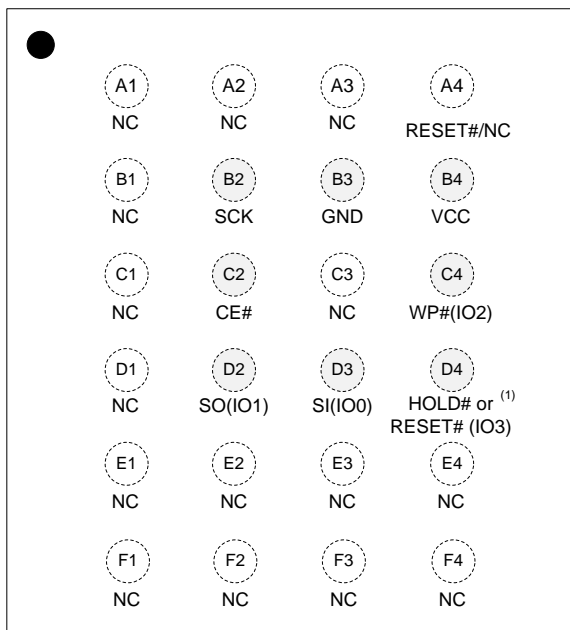 A1 A2 A3 A4
NC NC NC RESET#/NC
B1 B2 B3 B4
NC SCK GND VCC
C1 C2 C3 C4
NC CE# NC WP#(IO2)
D1 D2 D3 D4
NC SO(IO1) SI(IO0) HOLD# or (1)
RESET# (IO3)
E1 E2 E3 E4
NC NC NC NC
F1 F2 F3 F4
NC NC NC NC